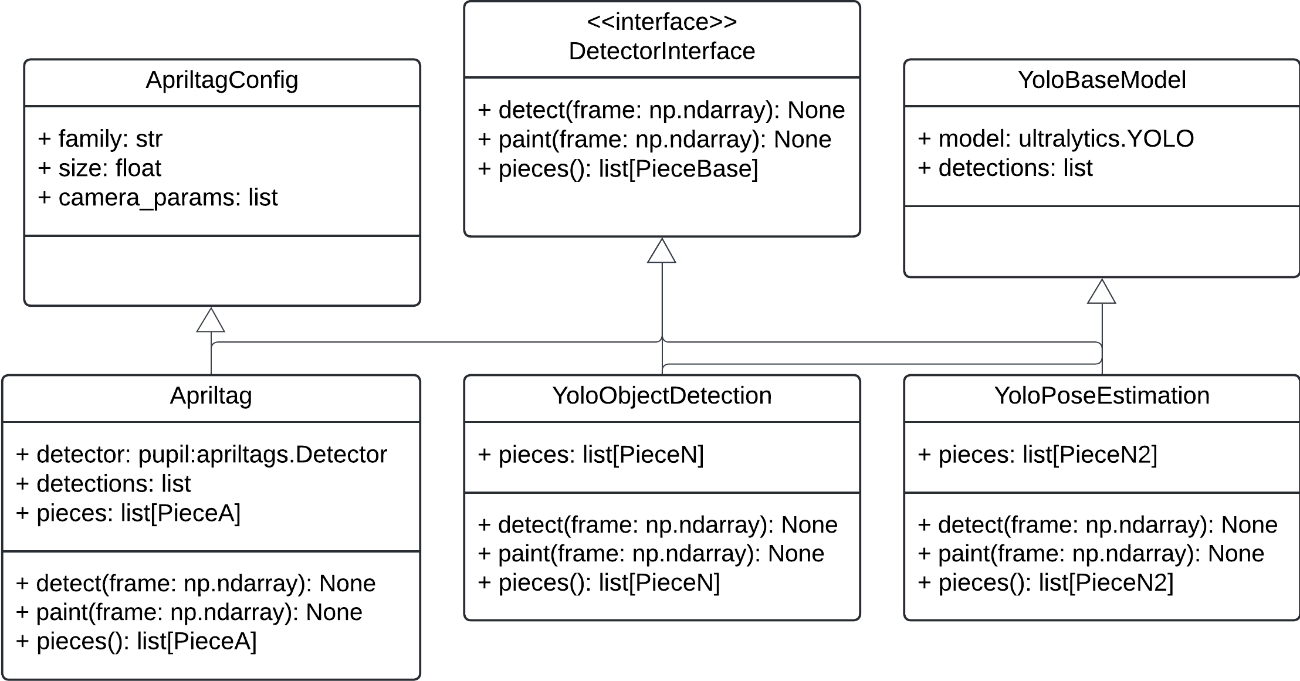 <<interface>>
DetectorInterface
+ detect(frame: np.ndarray): None
+ paint(frame: np.ndarray): None
+ pieces(): list[PieceBase]
ApriltagConfig
+ family: str
+ size: float
+ camera_params: list
YoloBaseModel
+ model: ultralytics.YOLO
+ detections: list
Apriltag
+ detector: pupil:apriltags.Detector
+ detections: list
+ pieces: list[PieceA]
+ detect(frame: np.ndarray): None
+ paint(frame: np.ndarray): None
+ pieces(): list[PieceA]
YoloObjectDetection
+ pieces: list[PieceN]
+ detect(frame: np.ndarray): None
+ paint(frame: np.ndarray): None
+ pieces(): list[PieceN]
YoloPoseEstimation
+ pieces: list[PieceN2]
+ detect(frame: np.ndarray): None
+ paint(frame: np.ndarray): None
+ pieces(): list[PieceN2]